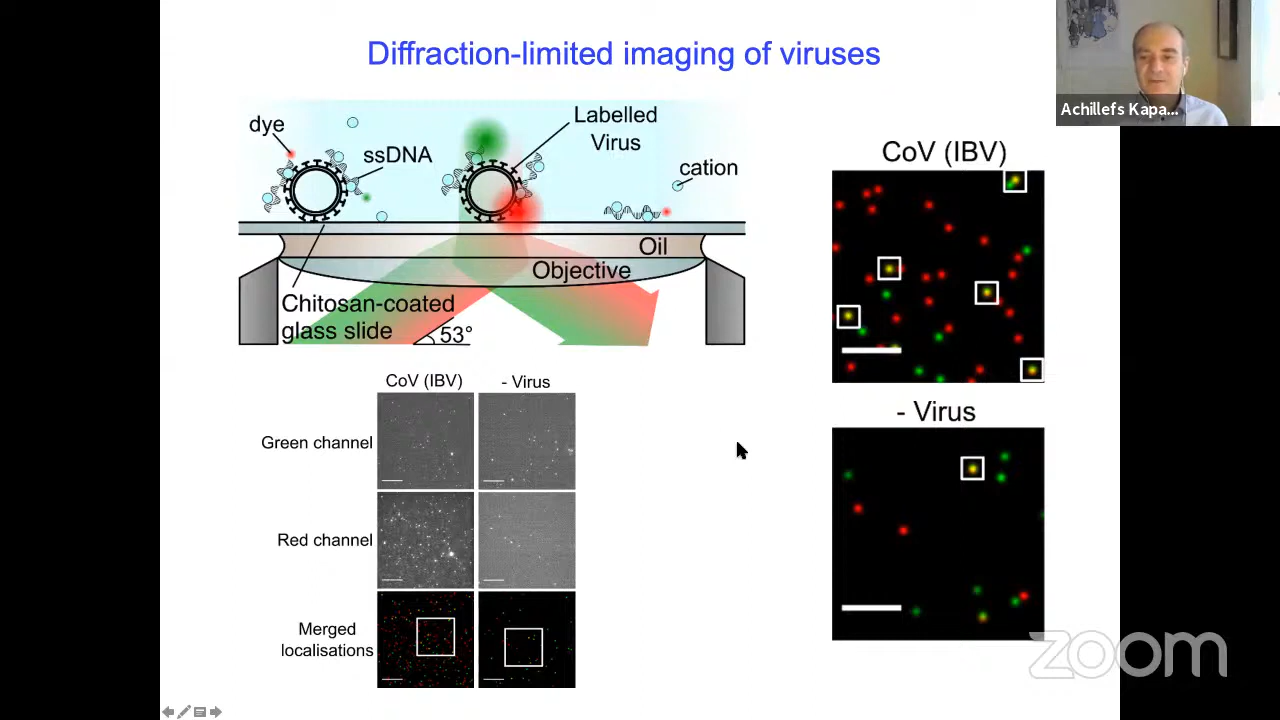 Diffraction-limited imaging of viruses
Achillefs Kapa...
dye
ssDNA
Labelled
Virus
cation
Oil
Objective
Chitosan-coated
glass slide
53°
CoV (IBV)
- Virus
Green channel
Red channel
Merged
localisations
CoV (IBV)
- Virus
zoom